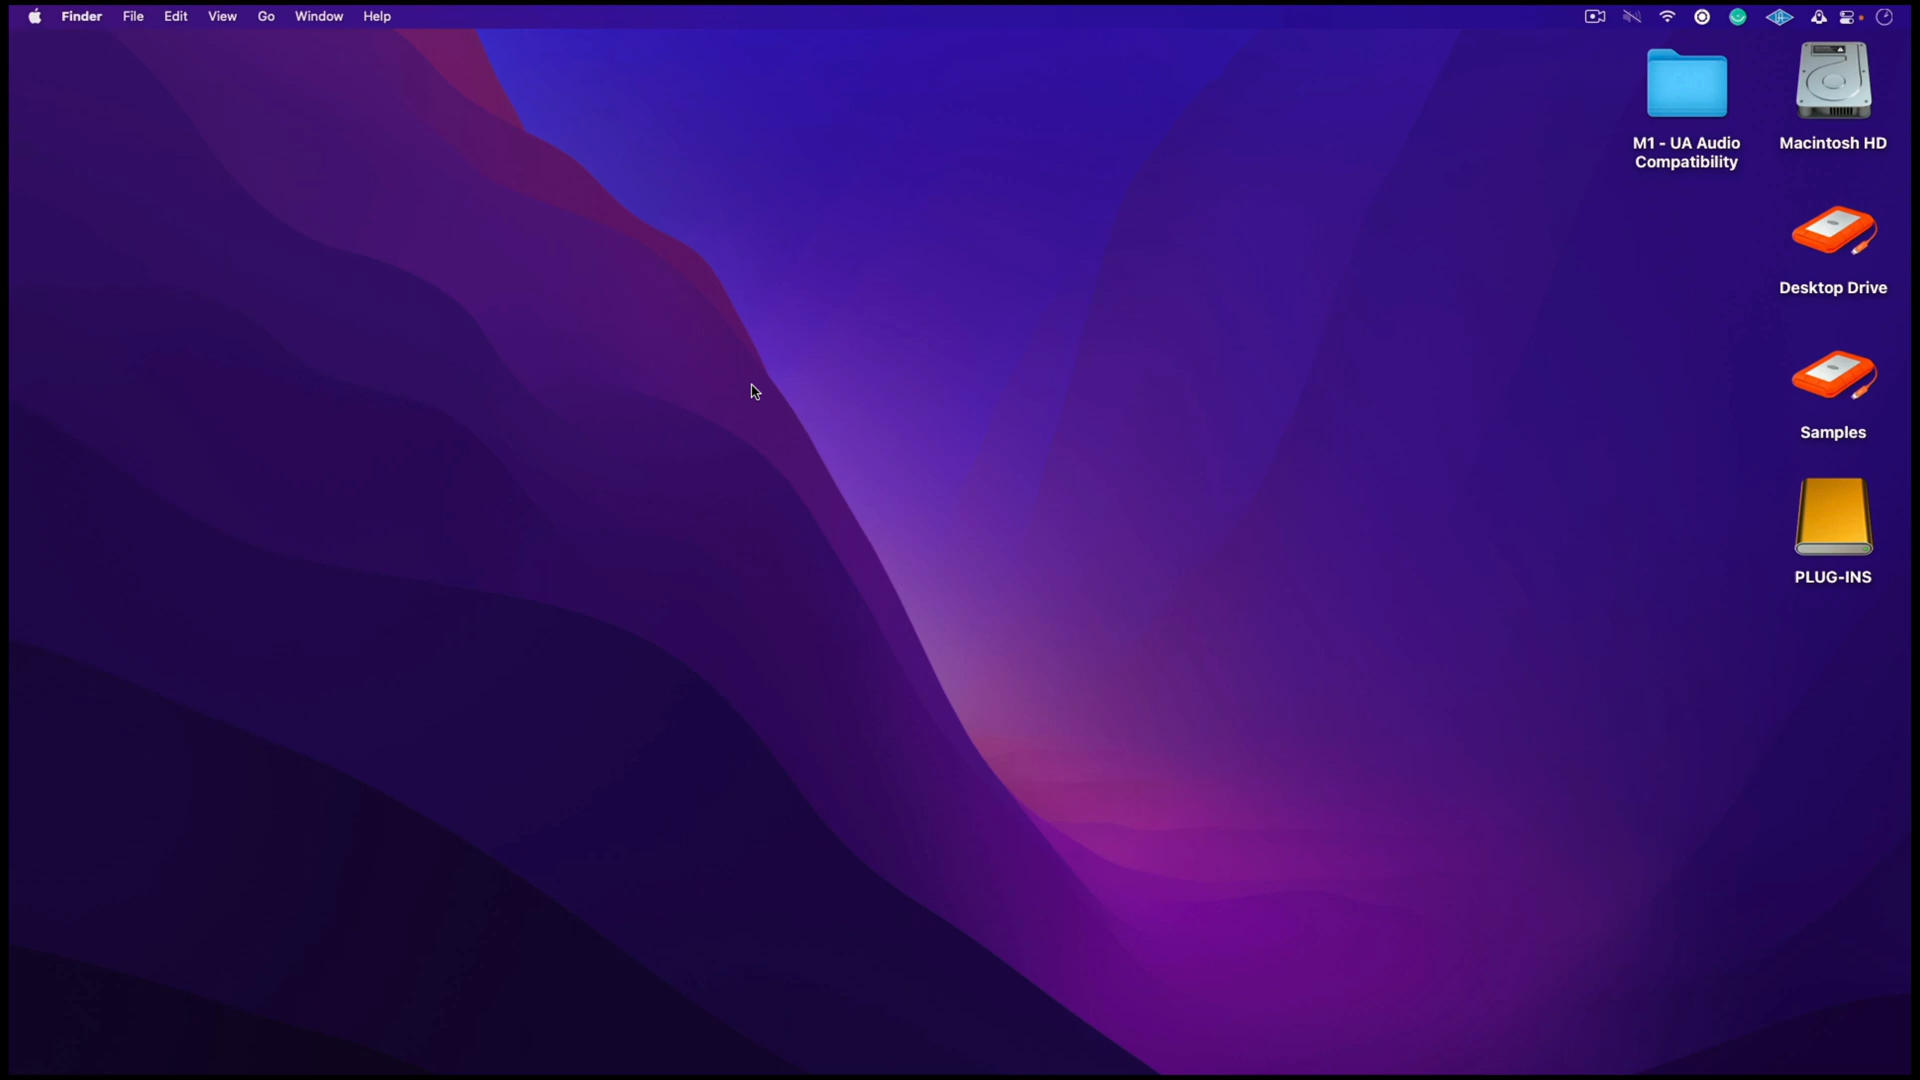 Finder File Edit View Go Window Help
M1 - UA Audio
Compatibility
Macintosh HD
Desktop Drive
Samples
PLUG-INS